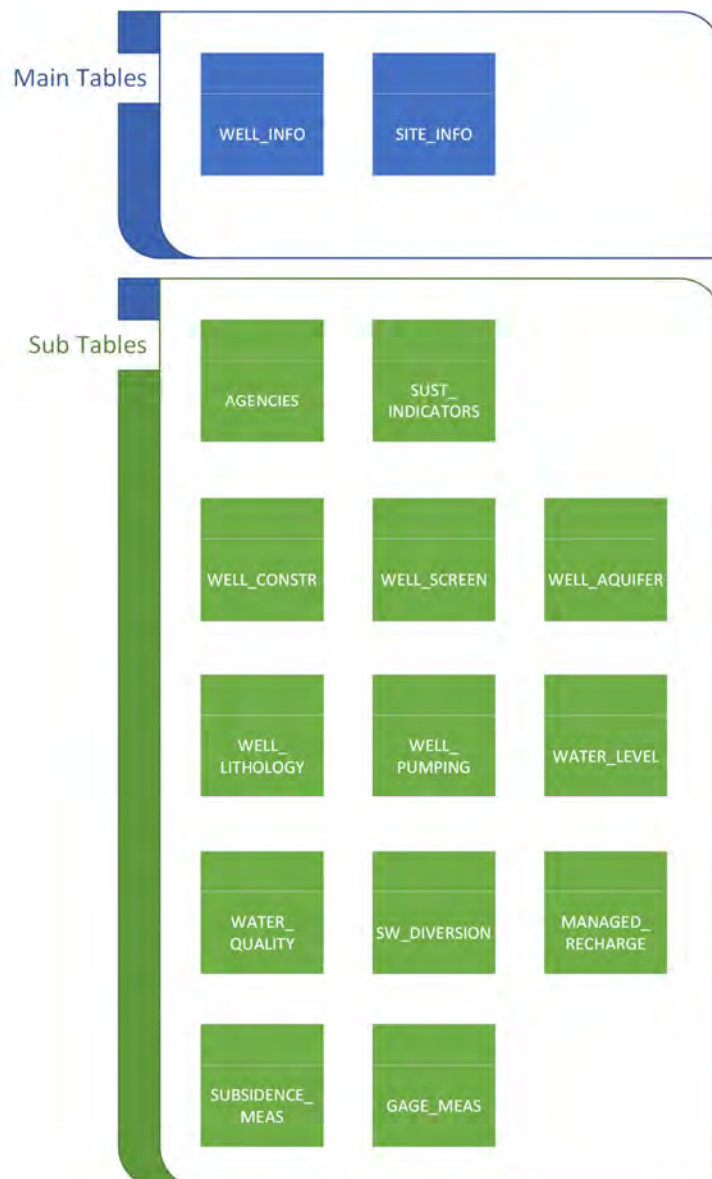 Main Tables
WELL_INFO
SITE_INFO
Sub Tables
AGENCIES
SUST_
INDICATORS
WELL_CONSTR
WELL_SCREEN
WELL_AQUIFER
WELL_
LITHOLOGY
WELL_
PUMPING
WATER_LEVEL
WATER_
QUALITY
SW_DIVERSION
MANAGED_
RECHARGE
SUBSIDENCE_
MEAS
GAGE_MEAS